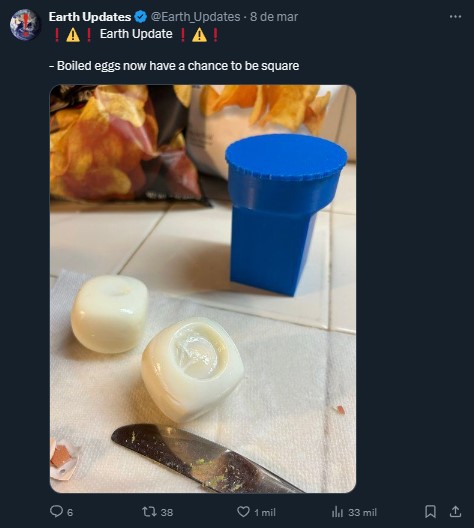 Earth Updates @Earth_Updates · 8 de mar
❗⚠️❗ Earth Update ❗⚠️❗
- Boiled eggs now have a chance to be square
6 38 1 mil 33 mil